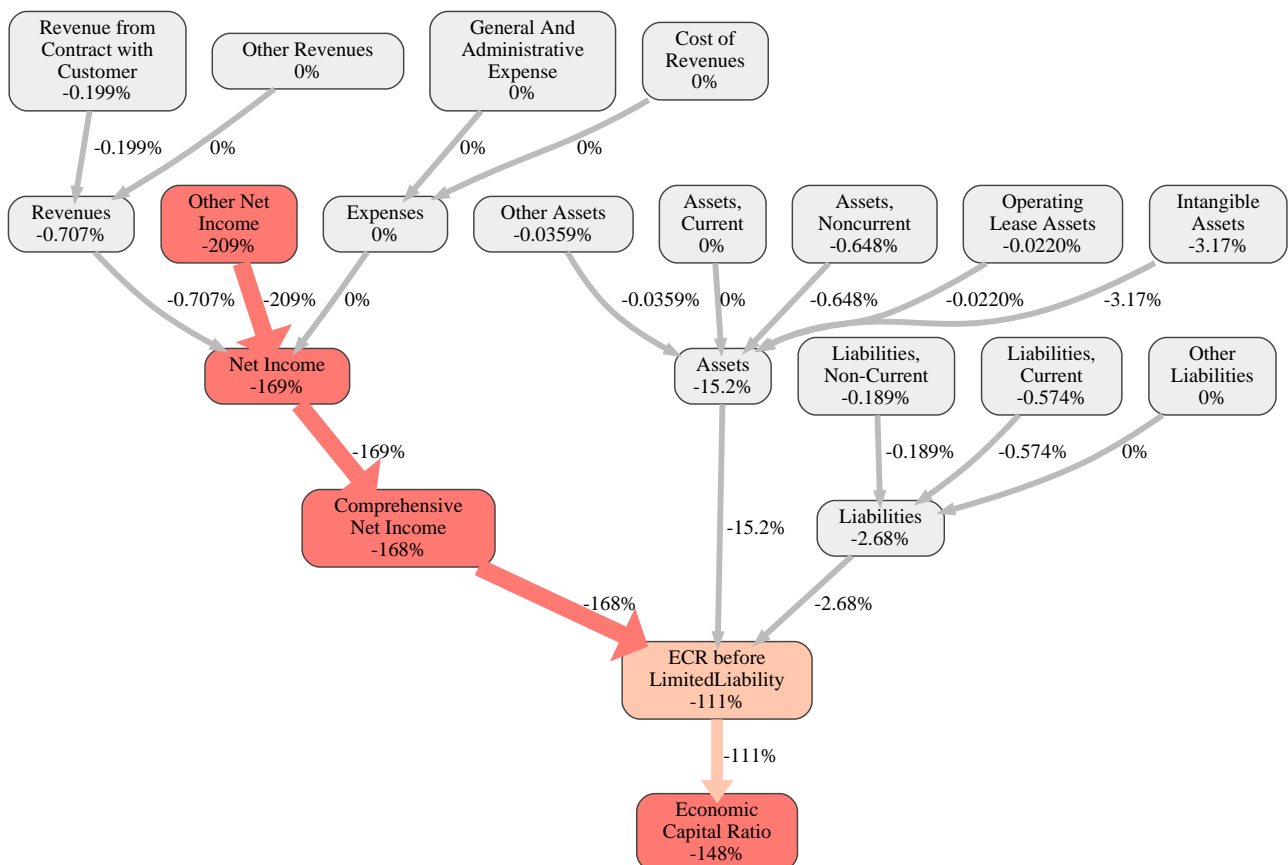 Revenue from
Contract with
Customer
-0.199%
Other Revenues
0%
General And
Administrative
Expense
0%
Cost of
Revenues
0%
-0.199%
0%
0%
0%
Revenues
-0.707%
Other Net
Income
-209%
Expenses
0%
Other Assets
-0.0359%
Assets,
Current
0%
Assets,
Noncurrent
-0.648%
Operating
Lease Assets
-0.0220%
Intangible
Assets
-3.17%
-0.707%
-209%
0%
-0.0359%
0%
-0.648%
-0.0220%
-3.17%
Net Income
-169%
Assets
-15.2%
Liabilities,
Non-Current
-0.189%
Liabilities,
Current
-0.574%
Other
Liabilities
0%
-169%
-0.189%
-0.574%
0%
Comprehensive
Net Income
-168%
-15.2%
Liabilities
-2.68%
-168%
-2.68%
ECR before
LimitedLiability
-111%
-111%
Economic
Capital Ratio
-148%